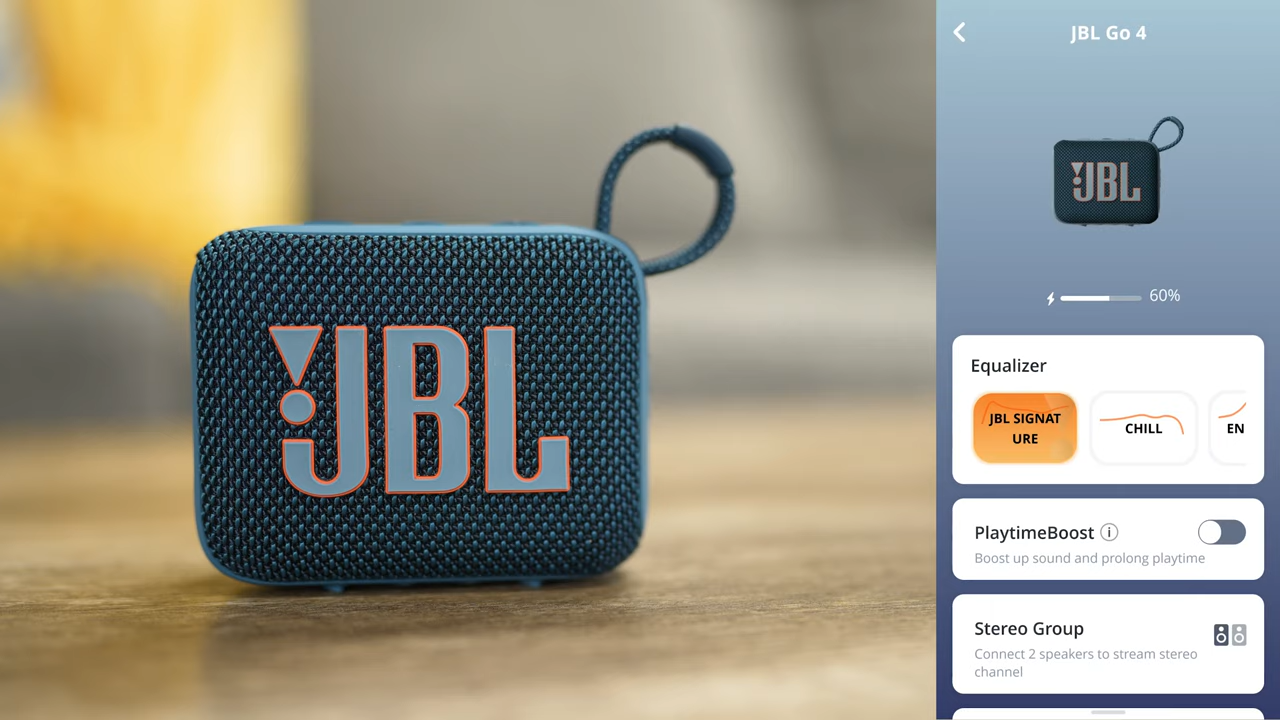 JBL
JBL Go 4
JBL
60%
Equalizer
JBL SIGNAT
URE
CHILL
EN
PlaytimeBoost
Boost up sound and prolong playtime
Stereo Group
Connect 2 speakers to stream stereo
channel